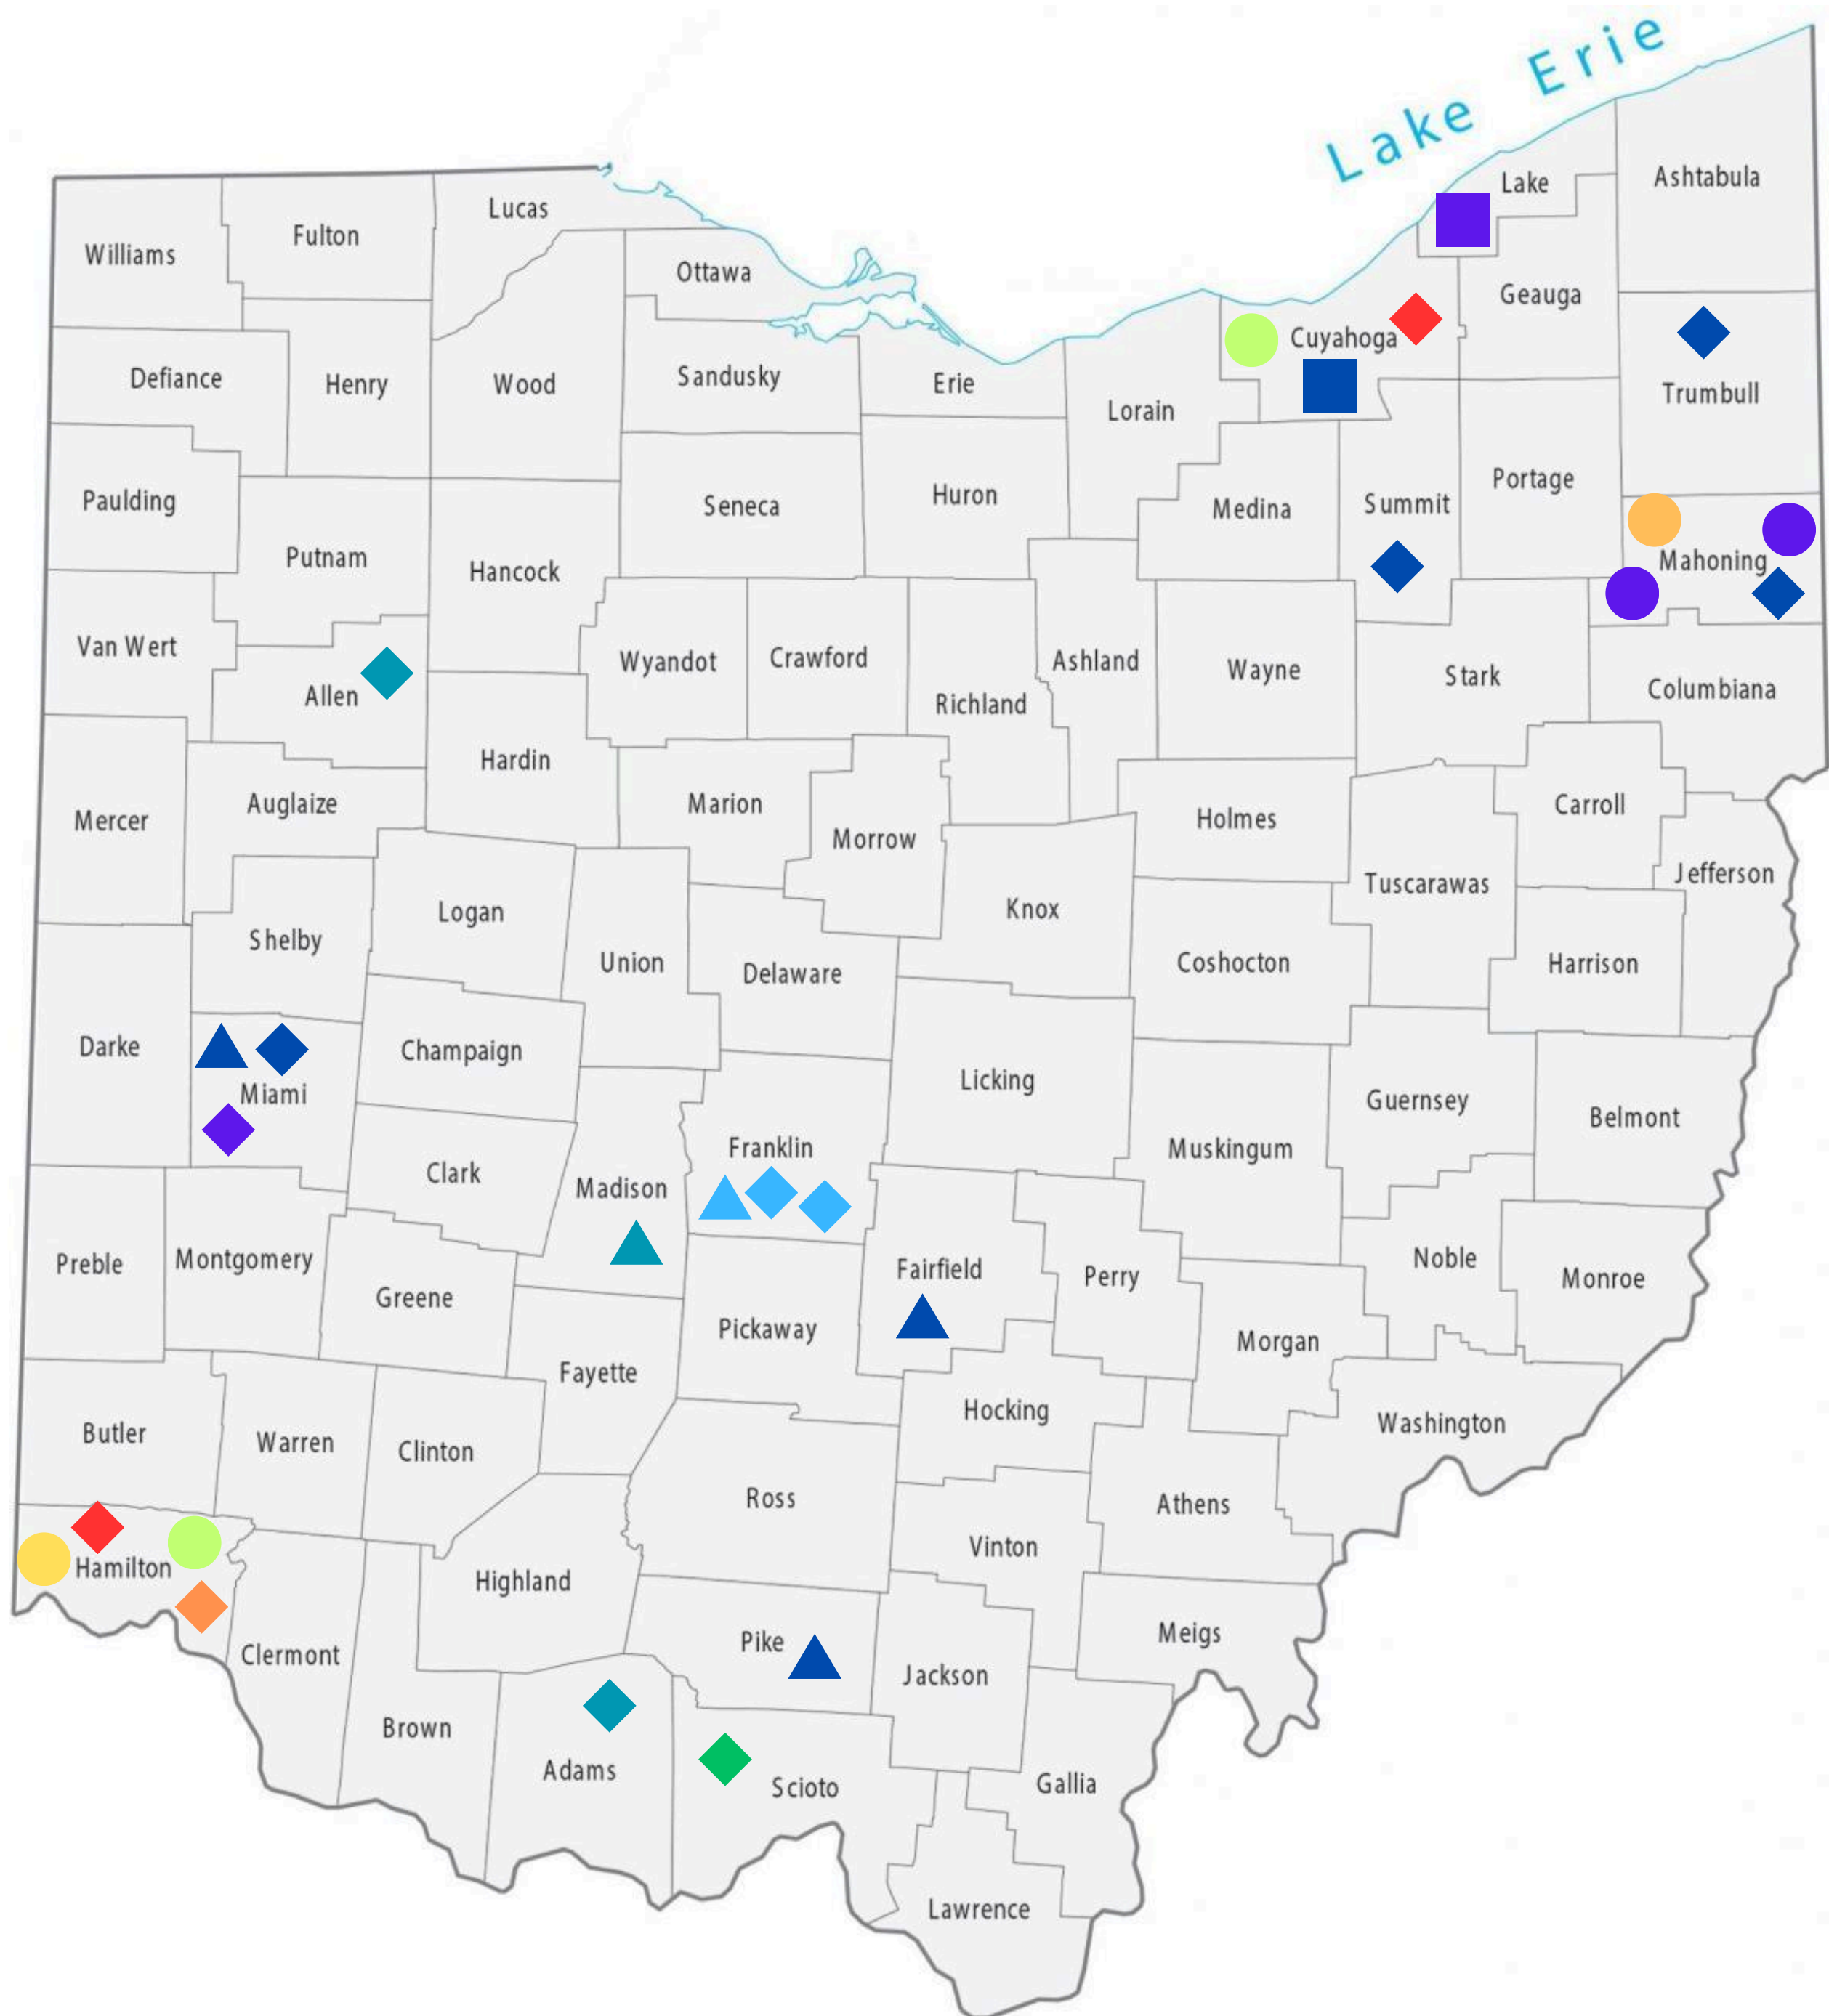 Lake Erie
Lake
Ashtabula
Lucas
Fulton
Williams
Ottawa
Geauga
Cuyahoga
Defiance
Henry
Wood
Sandusky
Erie
Lorain
Trumbull
Paulding
Seneca
Huron
Medina
Summit
Portage
Putnam
Hancock
Mahoning
Van Wert
Allen
Wyandot
Crawford
Richland
Ashland
Wayne
Stark
Columbiana
Mercer
Auglaize
Hardin
Marion
Morrow
Holmes
Carroll
Tuscarawas
Jefferson
Shelby
Logan
Union
Delaware
Knox
Coshocton
Harrison
Darke
Miami
Champaign
Licking
Guernsey
Belmont
Clark
Madison
Franklin
Muskingum
Preble
Montgomery
Greene
Pickaway
Fairfield
Perry
Noble
Monroe
Morgan
Fayette
Butler
Warren
Clinton
Hocking
Washington
Ross
Athens
Vinton
Hamilton
Highland
Clermont
Pike
Jackson
Meigs
Brown
Adams
Scioto
Gallia
Lawrence